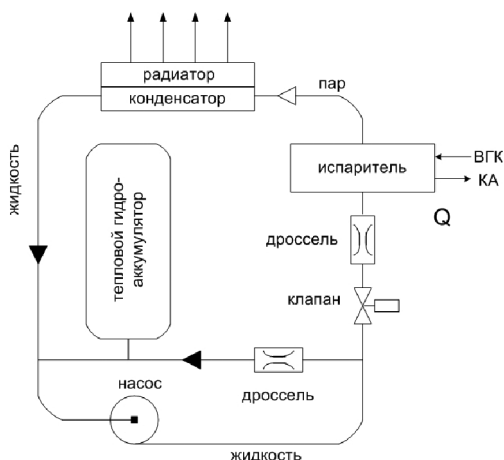 радиатор
конденсатор
пар
жидкость
тепловой гидро-
аккумулятор
испаритель
ВГК
КА
Q
дроссель
клапан
насос
дроссель
жидкость